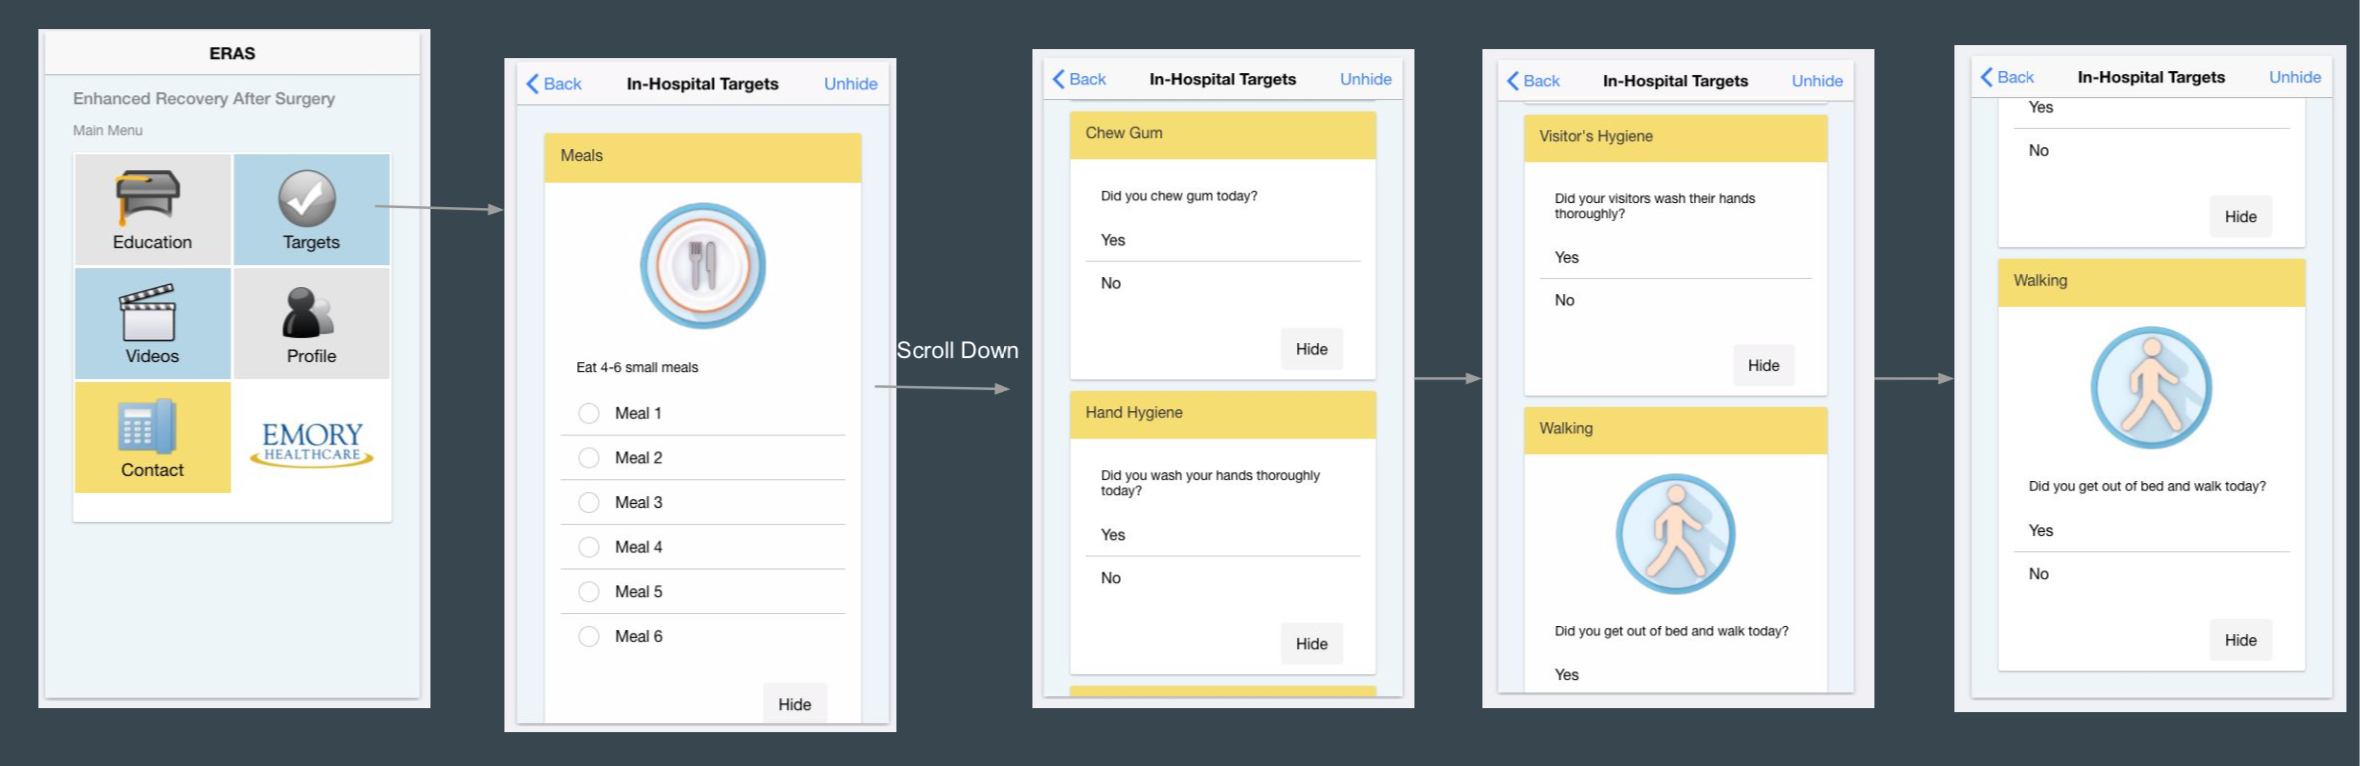 ERAS
Enhanced Recovery After Surgery
Main Menu
Education
Targets
Videos
Profile
Contact
EMORY
HEALTHCARE
Back
In-Hospital Targets
Unhide
Meals
Eat 4-6 small meals
Meal 1
Meal 2
Meal 3
Meal 4
Meal 5
Meal 6
Hide
Scroll Down
Back
In-Hospital Targets
Unhide
Chew Gum
Did you chew gum today?
Yes
No
Hide
Hand Hygiene
Did you wash your hands thoroughly
today?
Yes
No
Hide
Back
In-Hospital Targets
Unhide
Visitor's Hygiene
Did your visitors wash their hands
thoroughly?
Yes
No
Hide
Walking
Did you get out of bed and walk today?
Yes
Back
In-Hospital Targets
Unhide
Yes
No
Hide
Walking
Did you get out of bed and walk today?
Yes
No
Hide